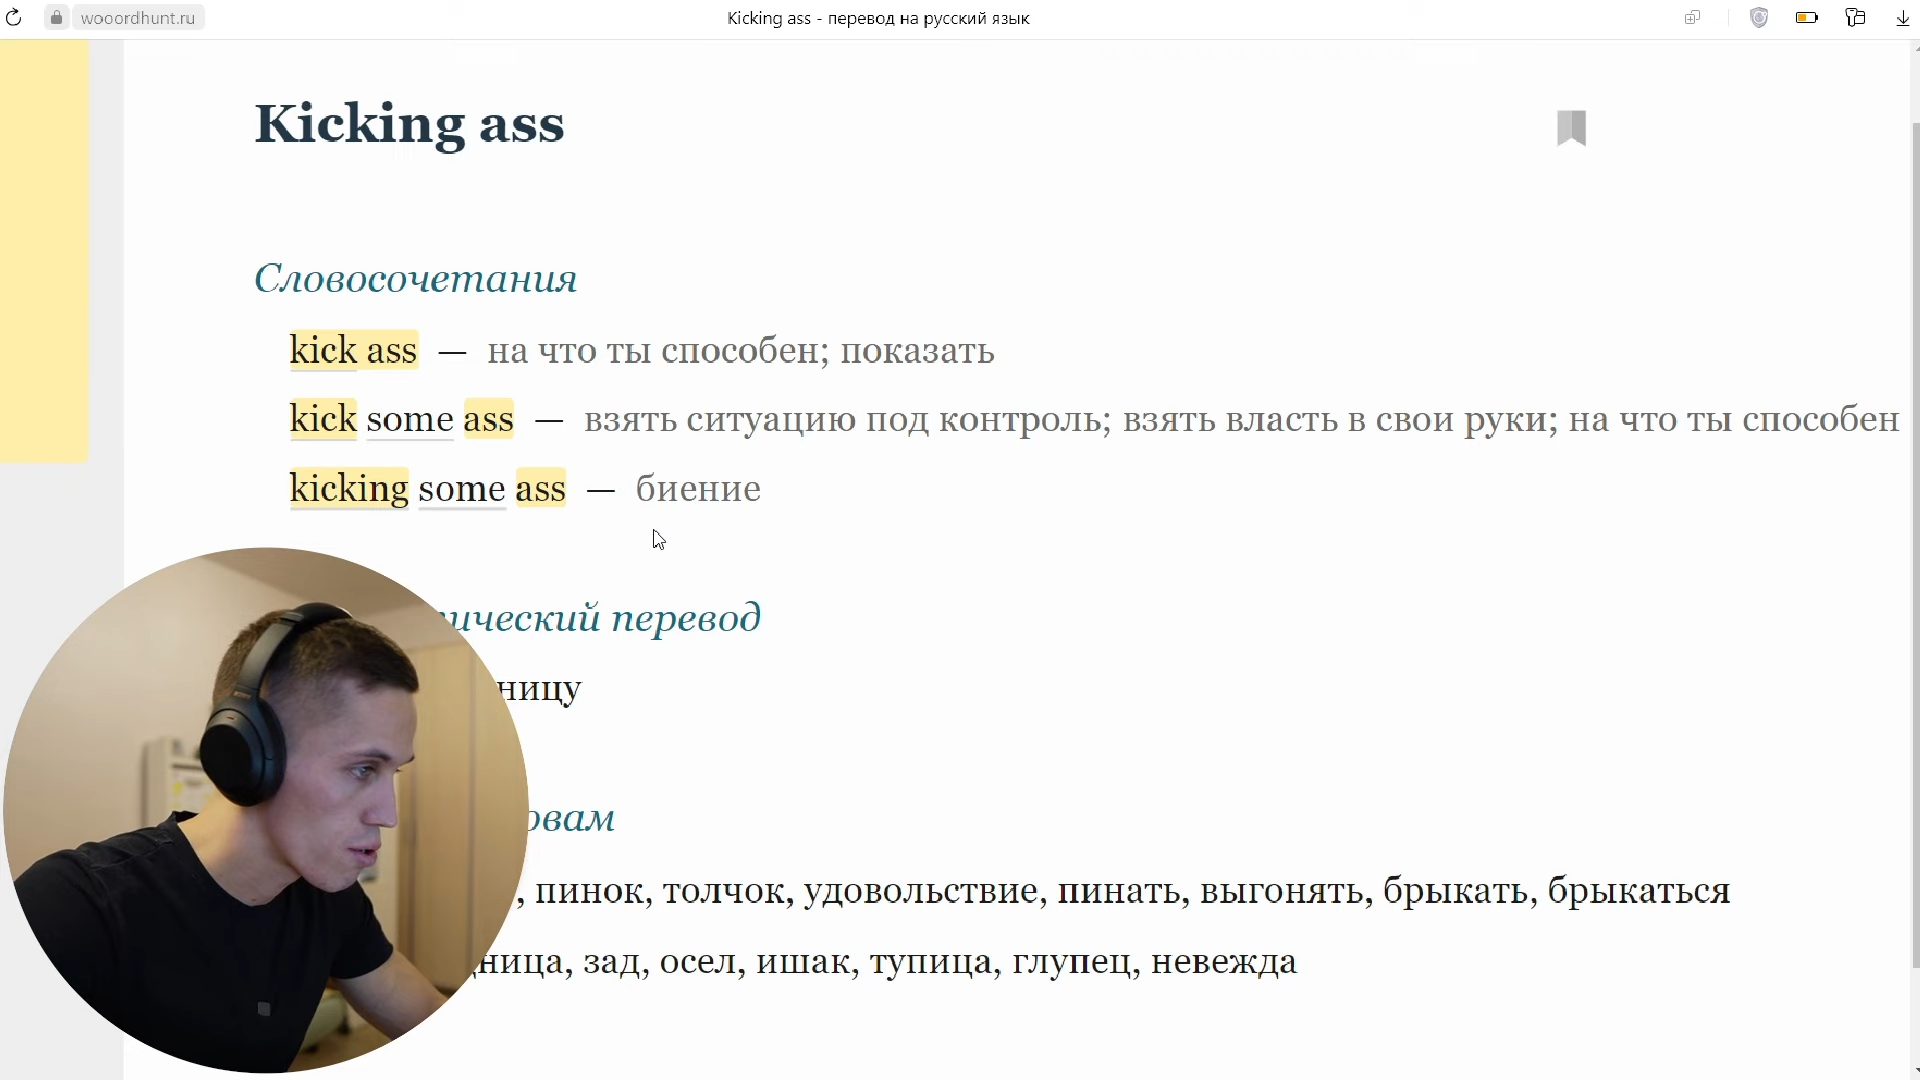 wooordhunt.ru
Kicking ass - перевод на русский язык
Kicking ass
Словосочетания
kick ass — на что ты способен; показать
kick some ass — взять ситуацию под контроль; взять власть в свои руки; на что ты способен
kicking some ass — биение
ический перевод
ницу
овам
, пинок, толчок, удовольствие, пинать, выгонять, брыкать, брыкаться
ница, зад, осел, ишак, тупица, глупец, невежда